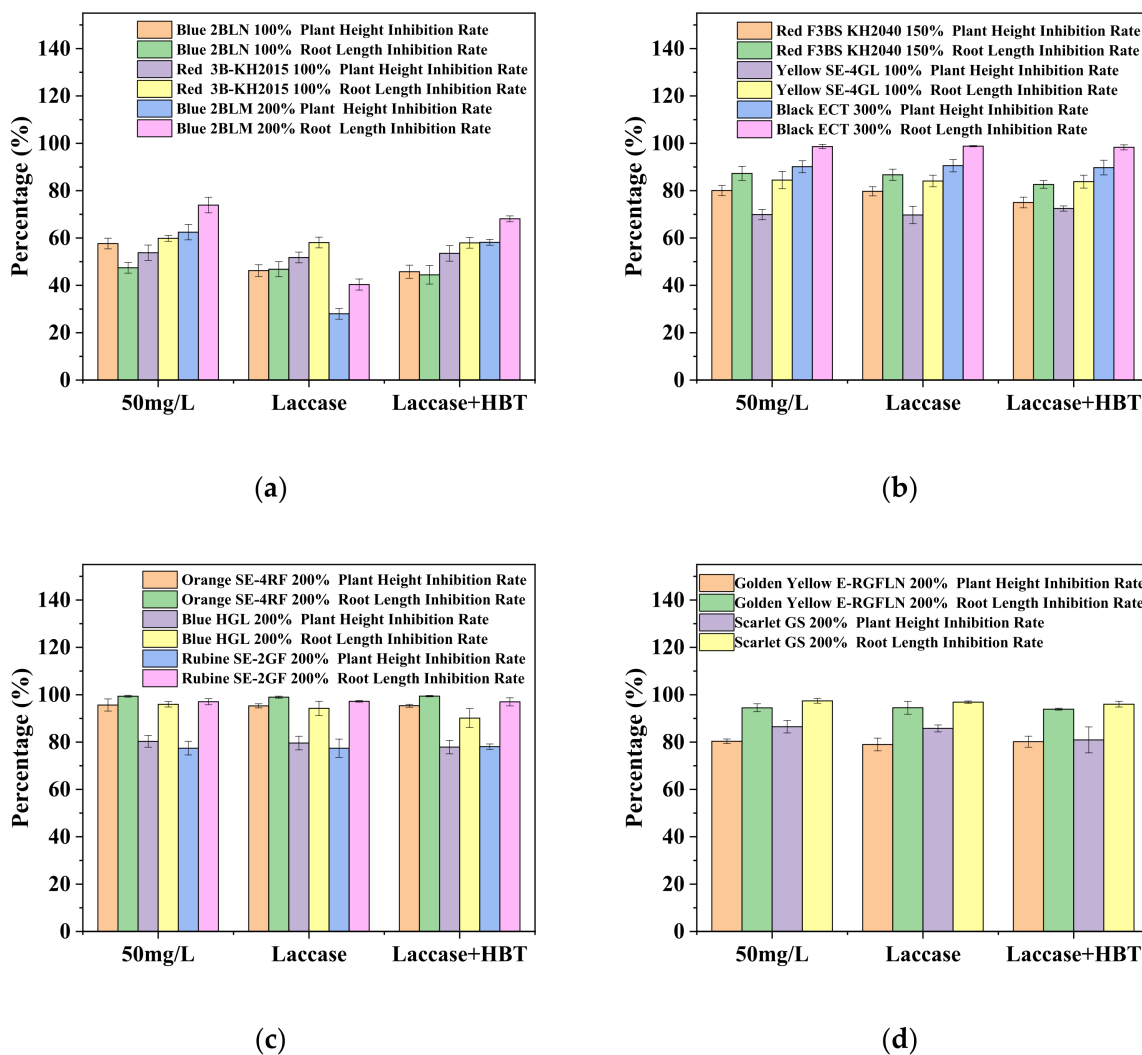 Percentage (%)
140
120
100
80
60
40
20
0
Blue 2BLN 100%  Plant Height Inhibition Rate
Blue 2BLN 100%  Root Length Inhibition Rate
Red  3B-KH2015 100%  Plant Height Inhibition Rate
Red  3B-KH2015 100%  Root Length Inhibition Rate
Blue 2BLM 200% Plant  Height Inhibition Rate
Blue 2BLM 200% Root  Length Inhibition Rate
50mg/L Laccase Laccase+HBT
(a)
Percentage (%)
140
120
100
80
60
40
20
0
Red F3BS KH2040 150%  Plant Height Inhibition Rate
Red F3BS KH2040 150%  Root Length Inhibition Rate
Yellow SE-4GL 100%  Plant Height Inhibition Rate
Yellow SE-4GL 100%  Root Length Inhibition Rate
Black ECT 300%  Plant Height Inhibition Rate
Black ECT 300%  Root Length Inhibition Rate
50mg/L Laccase Laccase+HBT
(b)
Percentage (%)
140
120
100
80
60
40
20
0
Orange SE-4RF 200%  Plant Height Inhibition Rate
Orange SE-4RF 200%  Root Length Inhibition Rate
Blue HGL 200%  Plant Height Inhibition Rate
Blue HGL 200%  Root Length Inhibition Rate
Rubine SE-2GF 200%  Plant Height Inhibition Rate
Rubine SE-2GF 200%  Root Length Inhibition Rate
50mg/L Laccase Laccase+HBT
(c)
Percentage (%)
140
120
100
80
60
40
20
0
Golden Yellow E-RGFLN 200%  Plant Height Inhibition Rate
Golden Yellow E-RGFLN 200%  Root Length Inhibition Rate
Scarlet GS 200%  Plant Height Inhibition Rate
Scarlet GS 200%  Root Length Inhibition Rate
50mg/L Laccase Laccase+HBT
(d)